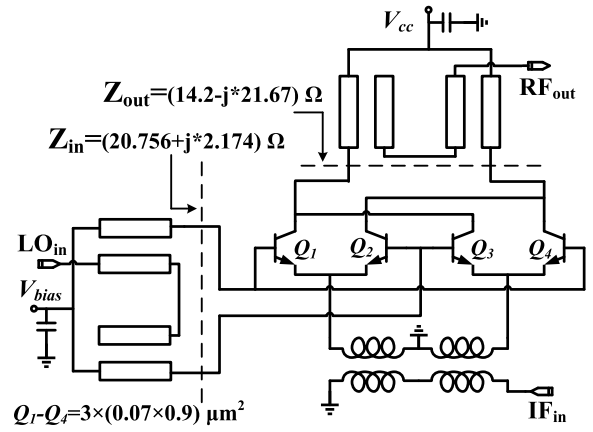 Vcc
RFout
Zout=(14.2-j*21.67) Ω
Zin=(20.756+j*2.174) Ω
LOin
Vbias
Q1
Q2
Q3
Q4
IFin
Q1-Q4=3×(0.07×0.9) μm²